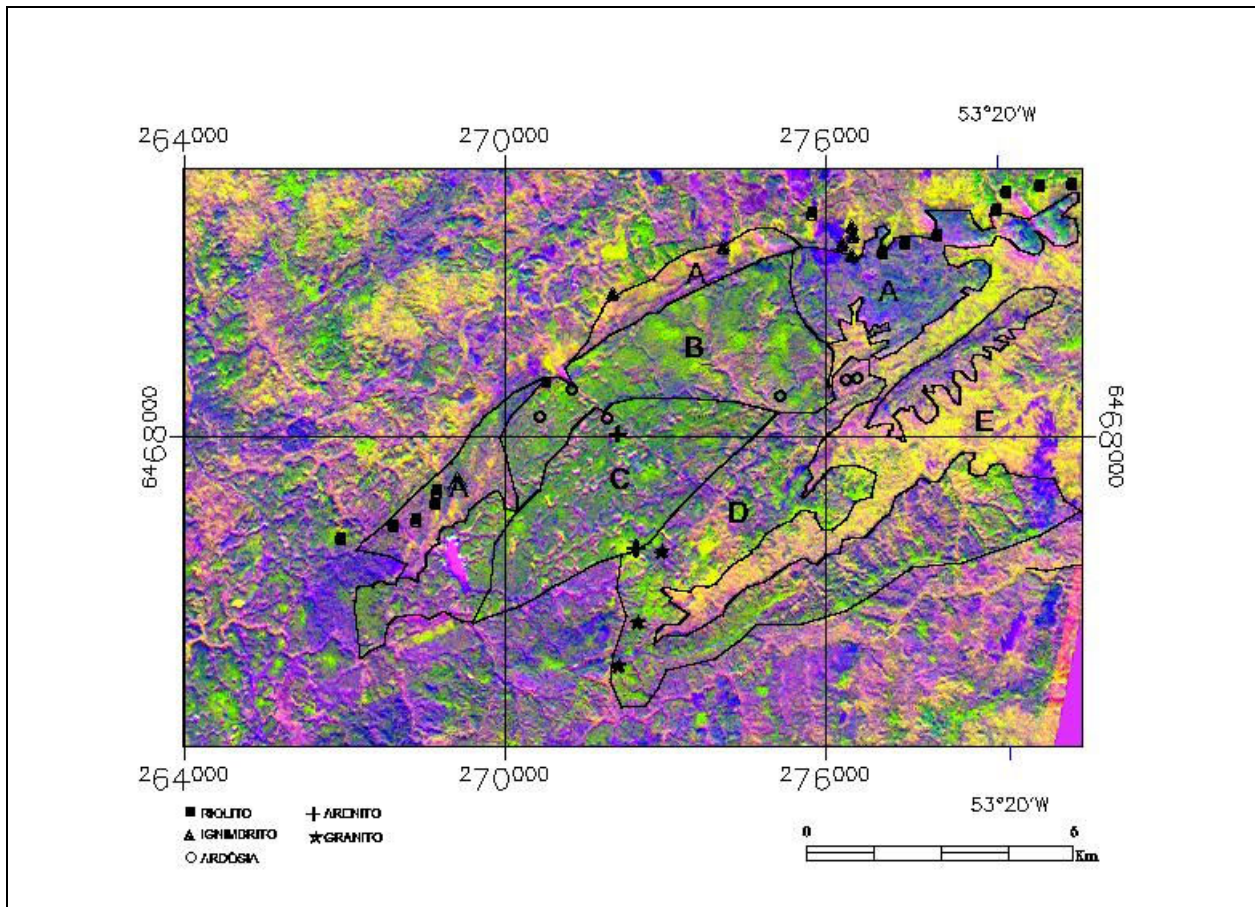 53°20'W
264000 270000 276000
A
A
B
6468000 6468000
E
A
C
D
264000 270000 276000
53°20'W
RIOLITO ARENITO
IGNIMBRITO GRANITO
ARDÓSIA
0 6
Km